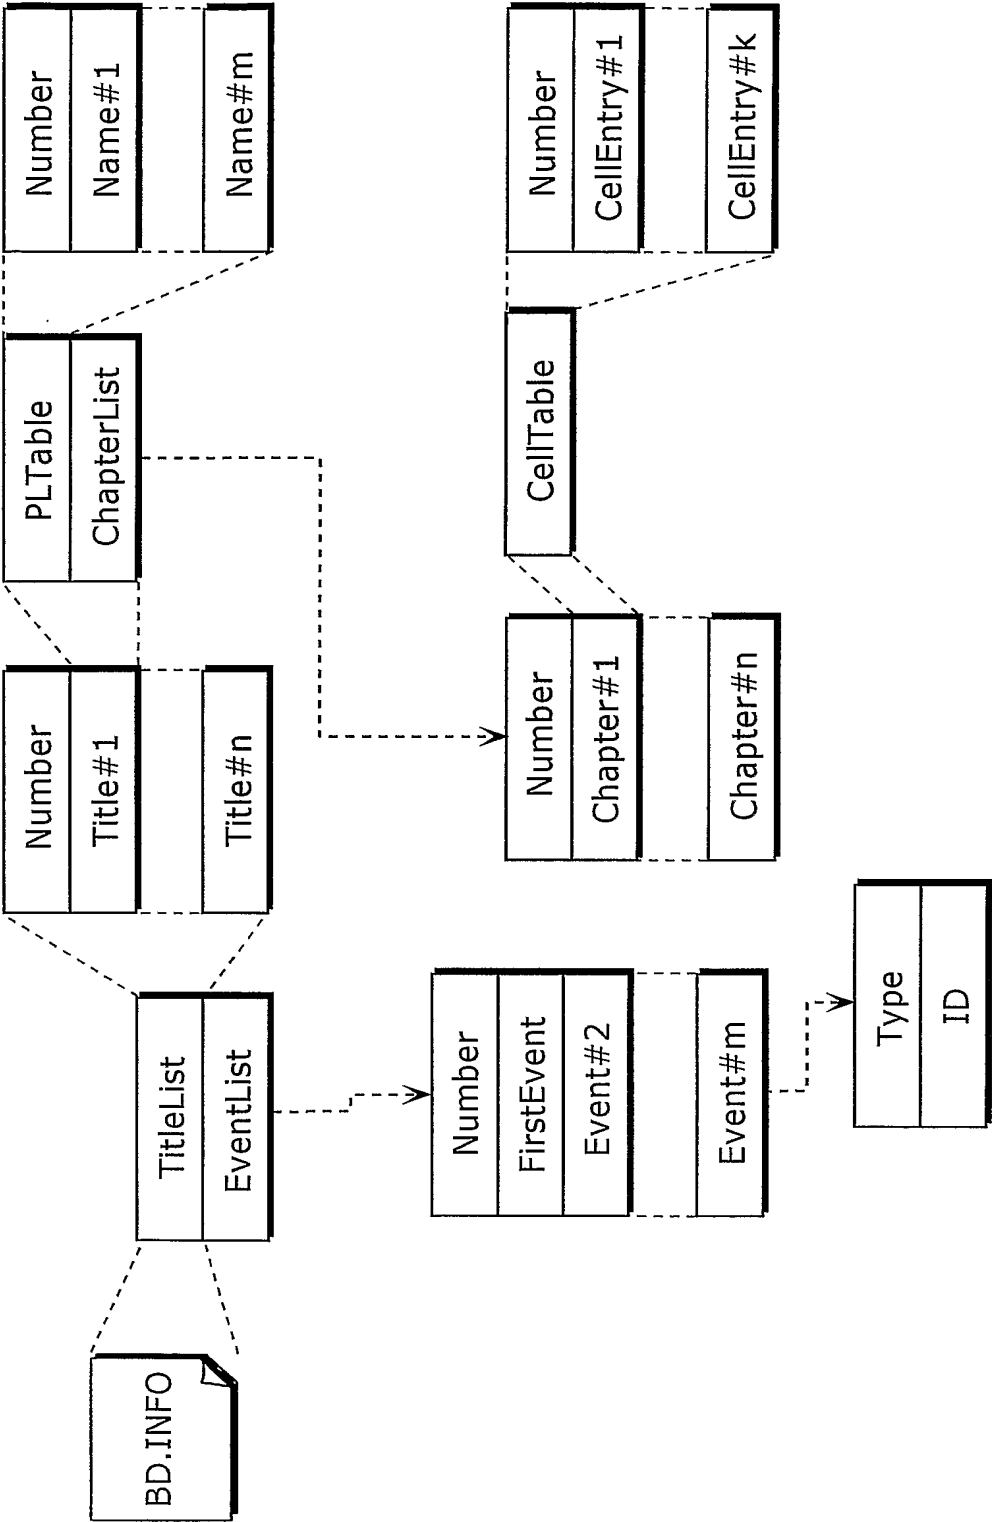 BD.INFO
TitleList
EventList
Number
Title#1
Title#n
PLTable
ChapterList
Number
Name#1
Name#m
Number
FirstEvent
Event#2
Event#m
Type
ID
Number
Chapter#1
Chapter#n
CellTable
Number
CellEntry#1
CellEntry#k